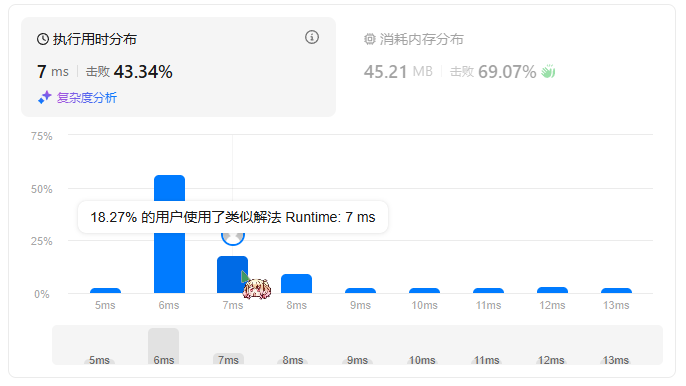 执行用时分布
7 ms 击败 43.34%
复杂度分析
消耗内存分布
45.21 MB 击败 69.07%
75%
50%
25%
0%
18.27% 的用户使用了类似解法 Runtime: 7 ms
5ms 6ms 7ms 8ms 9ms 10ms 11ms 12ms 13ms
5ms 6ms 7ms 8ms 9ms 10ms 11ms 12ms 13ms